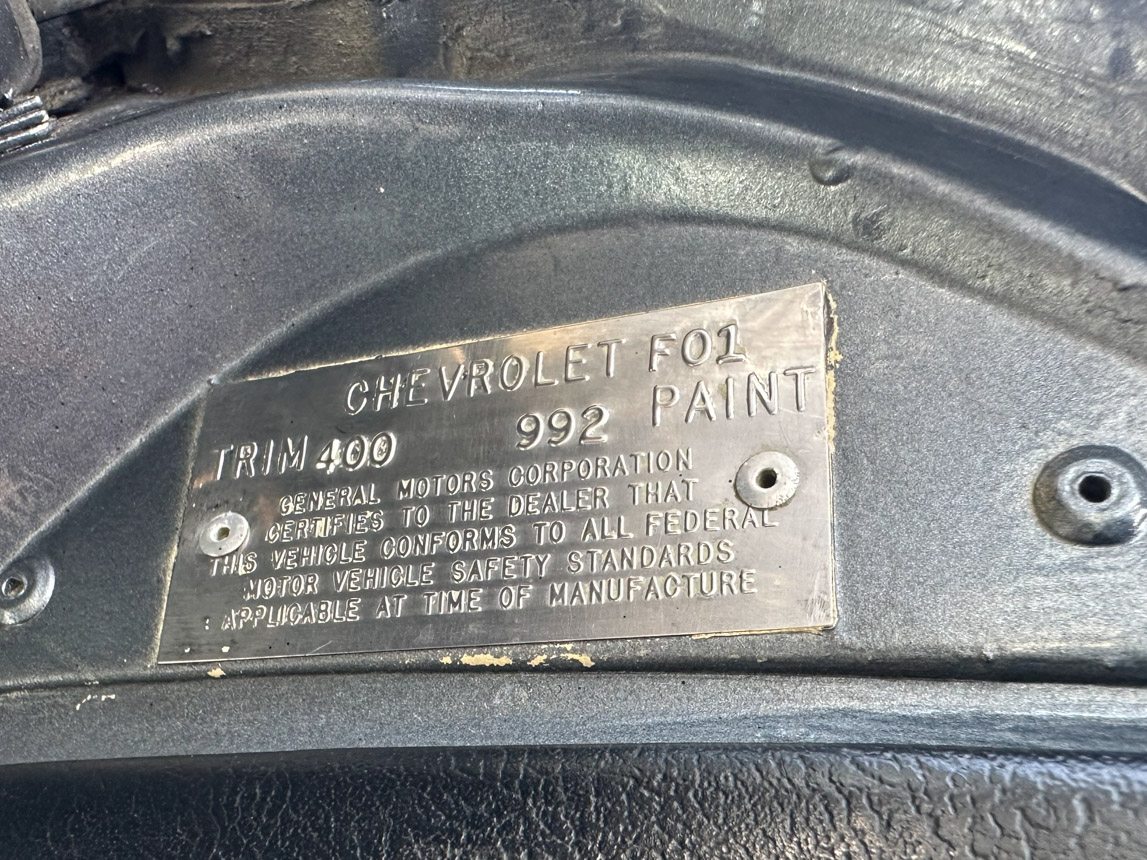 CHEVROLET F01
TRIM 400 992 PAINT
GENERAL MOTORS CORPORATION
CERTIFIES TO THE DEALER THAT
THIS VEHICLE CONFORMS TO ALL FEDERAL
MOTOR VEHICLE SAFETY STANDARDS
APPLICABLE AT TIME OF MANUFACTURE